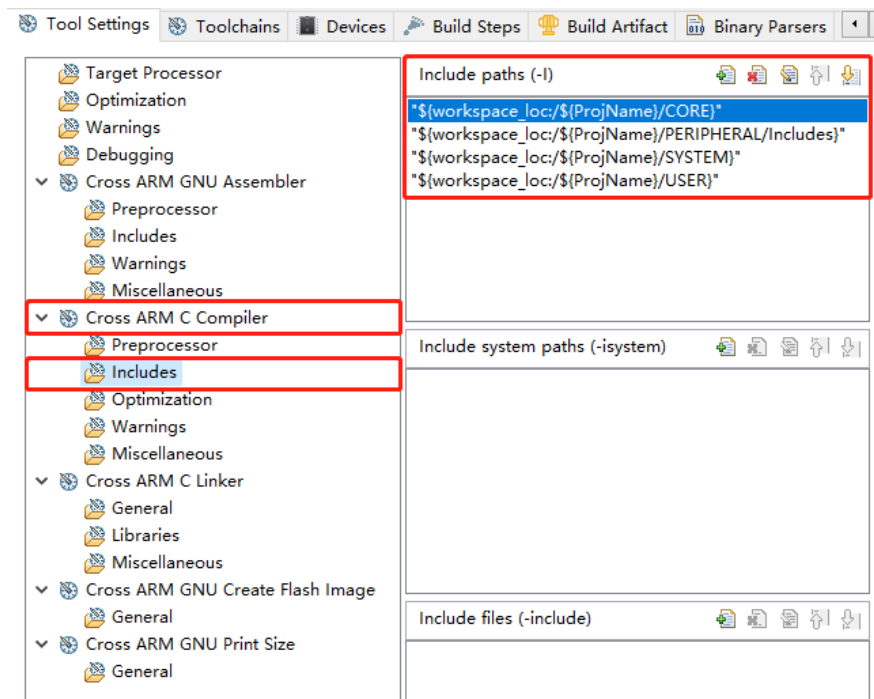 Tool Settings Toolchains Devices Build Steps Build Artifact Binary Parsers
Target Processor
Optimization
Warnings
Debugging
Cross ARM GNU Assembler
Preprocessor
Includes
Warnings
Miscellaneous
Cross ARM C Compiler
Preprocessor
Includes
Optimization
Warnings
Miscellaneous
Cross ARM C Linker
General
Libraries
Miscellaneous
Cross ARM GNU Create Flash Image
General
Cross ARM GNU Print Size
General
Include paths (-I)
"${workspace_loc:/${ProjName}/CORE}"
"${workspace_loc:/${ProjName}/PERIPHERAL/Includes}"
"${workspace_loc:/${ProjName}/SYSTEM}"
"${workspace_loc:/${ProjName}/USER}"
Include system paths (-isystem)
Include files (-include)